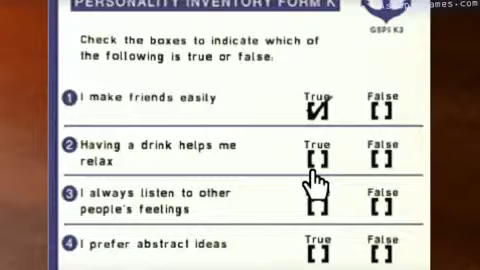 PERSONALITY INVENTORY FORM K
GSPI K3
Check the boxes to indicate which of
the following is true or false:
1 I make friends easily
True False
2 Having a drink helps me
relax
True False
3 I always listen to other
people's feelings
False
4 I prefer abstract ideas
True False